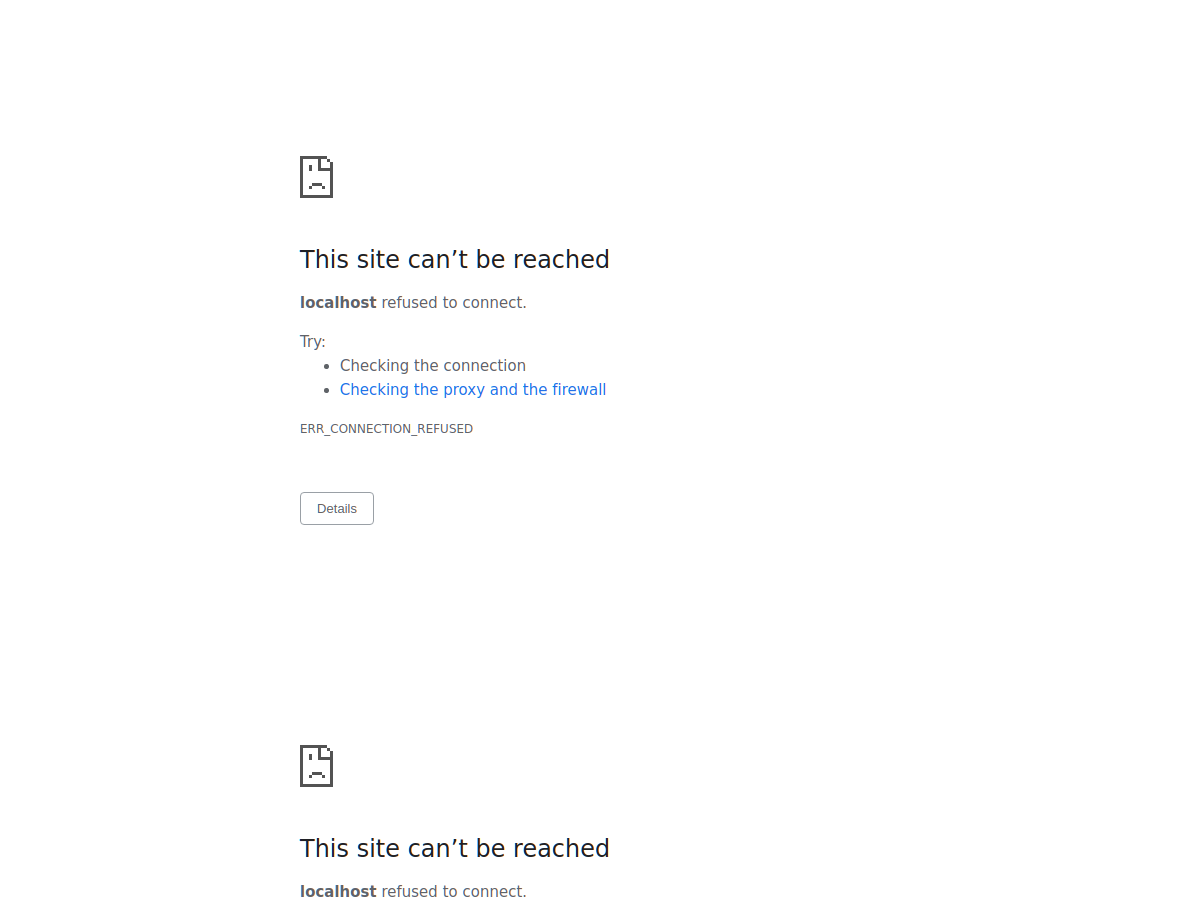 This site can’t be reached
localhost refused to connect.
Try:
Checking the connection
Checking the proxy and the firewall
ERR_CONNECTION_REFUSED
Details
This site can’t be reached
localhost refused to connect.